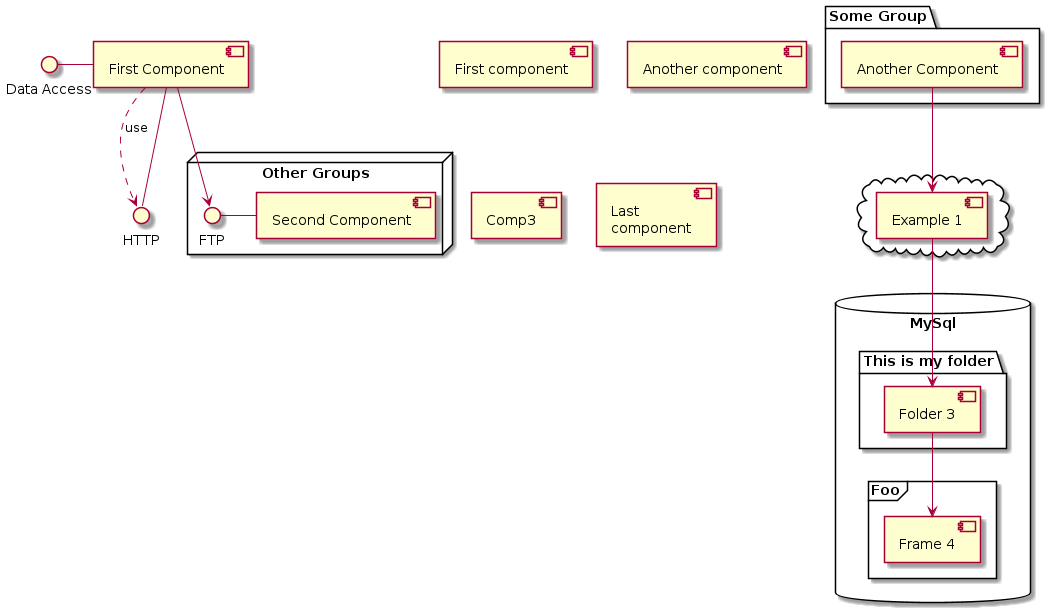 Some Group
First Component
First component
Another component
Another Component
Data Access
use
Other Groups
Second Component
Comp3
Last
component
Example 1
HTTP
FTP
MySql
This is my folder
Folder 3
Foo
Frame 4